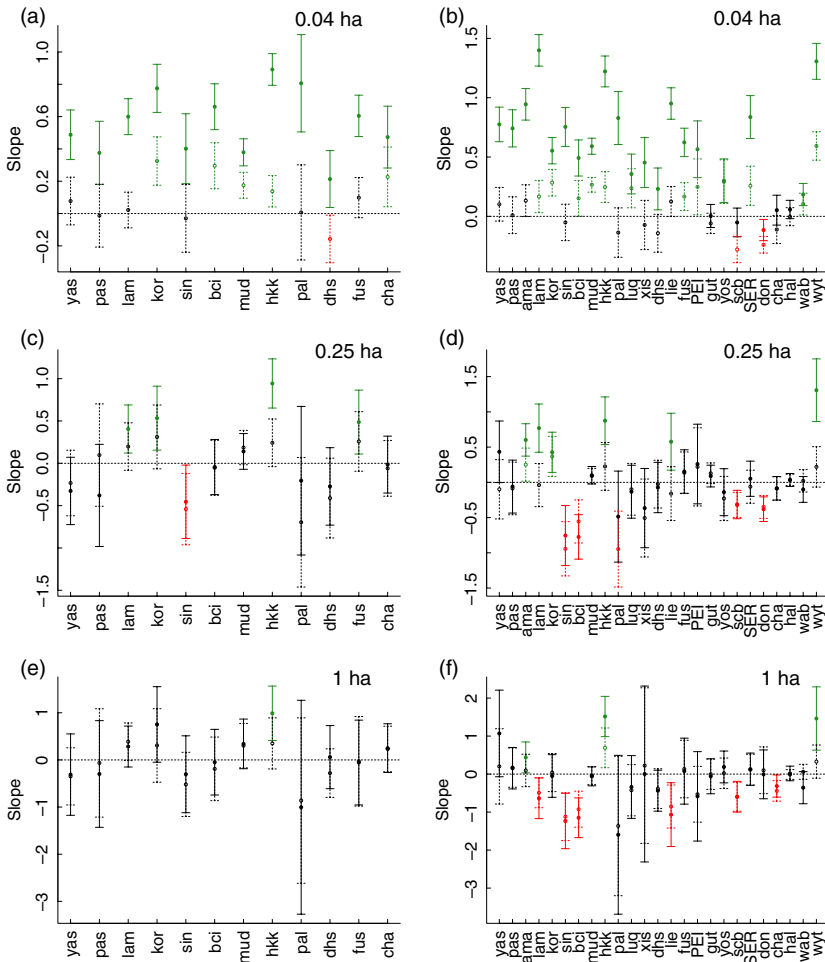 (a)
0.04 ha
Slope
1.0
0.6
0.2
−0.2
yas
pas
lam
kor
sin
bci
mud
hkk
pal
dhs
fus
cha
(b)
0.04 ha
Slope
1.5
1.0
0.5
0.0
yas
pas
ama
lam
kor
sin
bci
mud
hkk
pal
luq
xis
dhs
lie
fus
PEI
gut
yos
scb
SER
don
cha
hal
wab
wyt
(c)
0.25 ha
Slope
1.0
0.5
0.0
−0.5
−1.5
yas
pas
lam
kor
sin
bci
mud
hkk
pal
dhs
fus
cha
(d)
0.25 ha
Slope
1.5
0.5
−0.5
−1.5
yas
pas
ama
lam
kor
sin
bci
mud
hkk
pal
luq
xis
dhs
lie
fus
PEI
gut
yos
scb
SER
don
cha
hal
wab
wyt
(e)
1 ha
Slope
1
0
−1
−2
−3
yas
pas
lam
kor
sin
bci
mud
hkk
pal
dhs
fus
cha
(f)
1 ha
Slope
2
1
0
−1
−2
−3
yas
pas
ama
lam
kor
sin
bci
mud
hkk
pal
luq
xis
dhs
lie
fus
PEI
gut
yos
scb
SER
don
cha
hal
wab
wyt